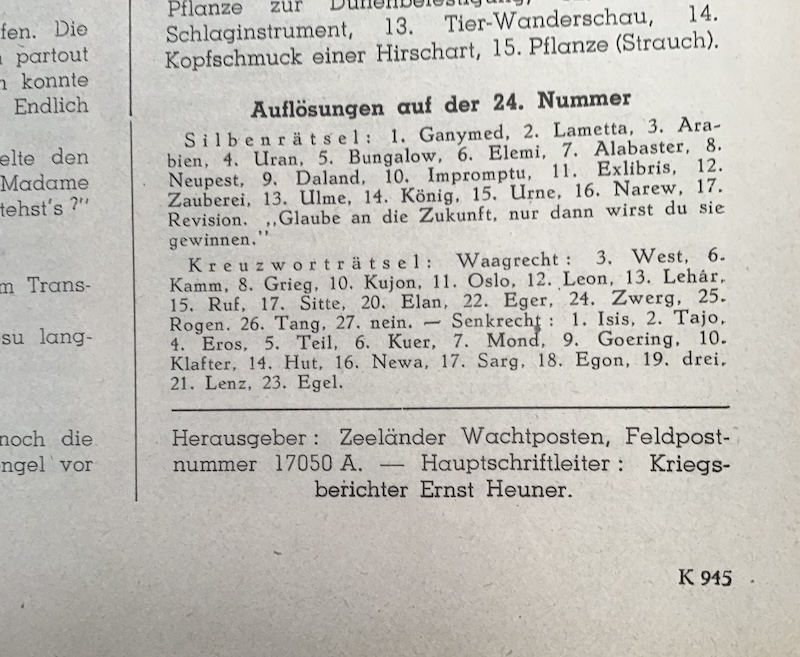 fen. Die
partout
konnte
Endlich
elte den
Madame
tehst's ?"
m Trans-
su lang-
noch die
ngel vor
Pflanze zur Dünenbefestigung,
Schlaginstrument, 13. Tier-Wanderschau, 14.
Kopfschmuck einer Hirschart, 15. Pflanze (Strauch).
Auflösungen auf der 24. Nummer
Silbenrätsel: 1. Ganymed, 2. Lametta, 3. Ara-
bien, 4. Uran, 5. Bungalow, 6. Elemi, 7. Alabaster, 8.
Neupest, 9. Daland, 10. Impromptu, 11. Exlibris, 12.
Zauberei, 13. Ulme, 14. König, 15. Urne, 16. Narew, 17.
Revision. „Glaube an die Zukunft, nur dann wirst du sie
gewinnen."
Kreuzworträtsel: Waagrecht: 3. West, 6.
Kamm, 8. Grieg, 10. Kujon, 11. Oslo, 12. Leon, 13. Lehár,
15. Ruf, 17. Sitte, 20. Elan, 22. Eger, 24. Zwerg, 25.
Rogen. 26. Tang, 27. nein. — Senkrecht: 1. Isis, 2. Tajo,
4. Eros, 5. Teil, 6. Kuer, 7. Mond, 9. Goering, 10.
Klafter, 14. Hut, 16. Newa, 17. Sarg, 18. Egon, 19. drei,
21. Lenz, 23. Egel.
Herausgeber: Zeeländer Wachtposten, Feldpost-
nummer 17050 A. — Hauptschriftleiter: Kriegs-
berichter Ernst Heuner.
K 945